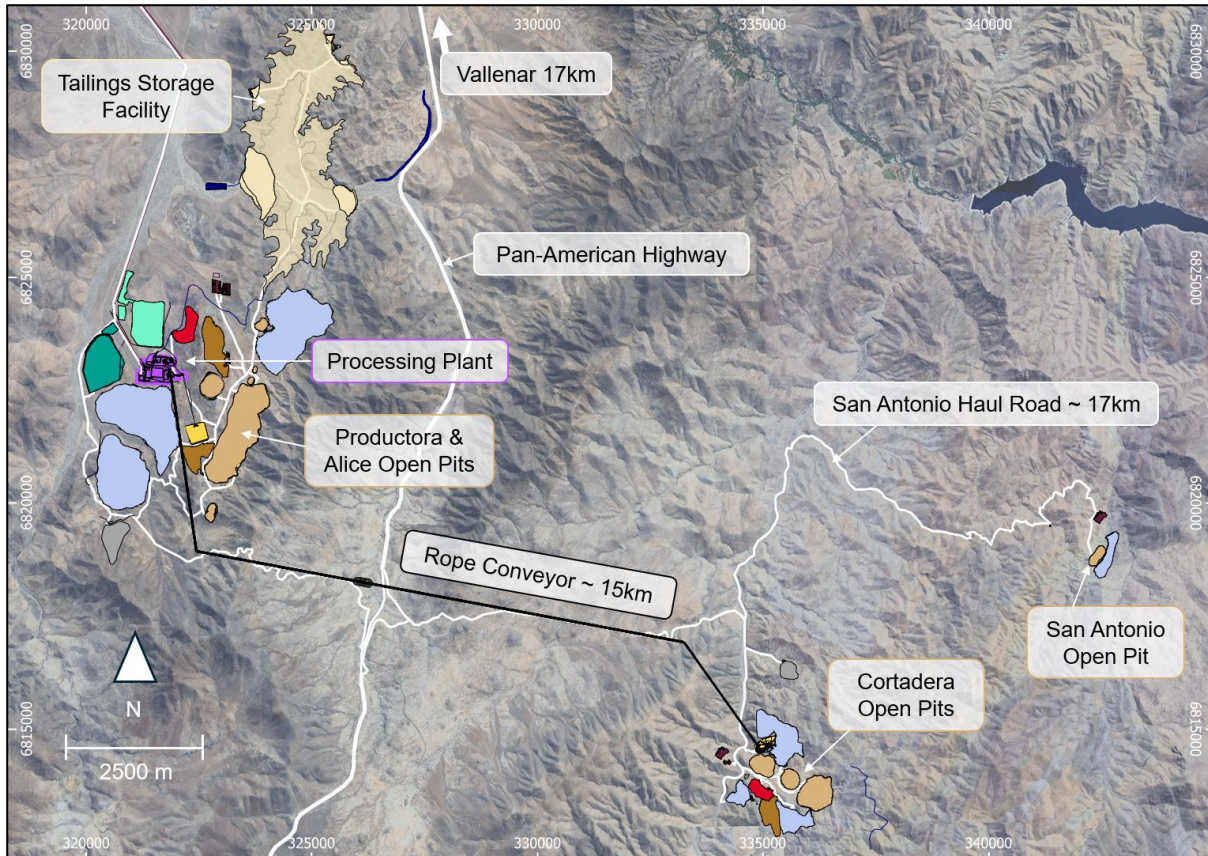 320000
325000
330000
335000
340000
6830000
6830000
Tailings Storage
Facility
Vallenar 17km
Pan-American Highway
6825000
6825000
Processing Plant
San Antonio Haul Road ~ 17km
Productora &
Alice Open Pits
6820000
6820000
Rope Conveyor ~ 15km
San Antonio
Open Pit
Cortadera
Open Pits
N
6815000
6815000
2500 m
320000
325000
330000
335000
340000